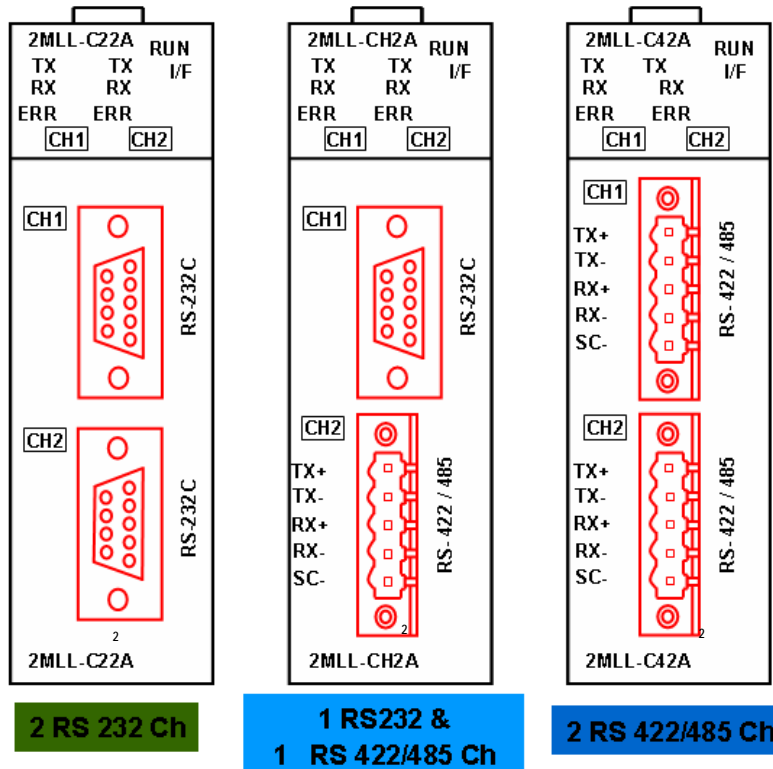 2MLL-C22A
RUN
TX TX I/F
RX RX
ERR ERR
CH1 CH2
CH1
RS-232C
CH2
RS-232C
2
2MLL-C22A
2 RS 232 Ch
2MLL-CH2A
RUN
TX TX I/F
RX RX
ERR ERR
CH1 CH2
CH1
RS-232C
CH2
TX+
TX-
RX+
RX-
SC-
RS- 422 / 485
2
2MLL-CH2A
1 RS232 &
1 RS 422/485 Ch
2MLL-C42A
RUN
TX TX I/F
RX RX
ERR ERR
CH1 CH2
CH1
TX+
TX-
RX+
RX-
SC-
RS- 422 / 485
CH2
TX+
TX-
RX+
RX-
SC-
RS- 422 / 485
2
2MLL-C42A
2 RS 422/485 Ch